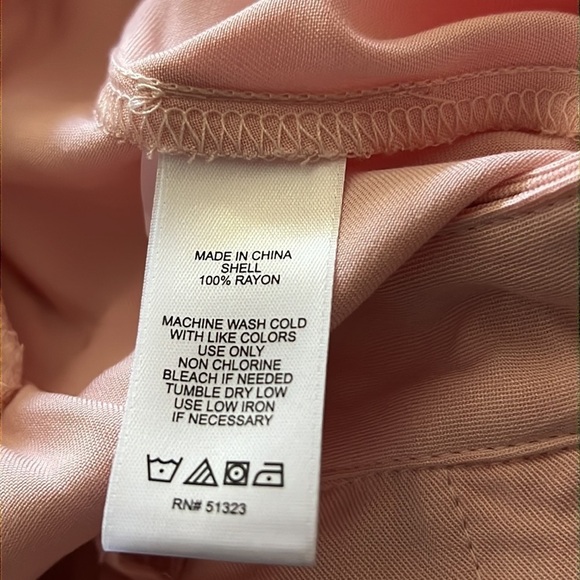 MADE IN CHINA
SHELL
100% RAYON
MACHINE WASH COLD
WITH LIKE COLORS
USE ONLY
NON CHLORINE
BLEACH IF NEEDED
TUMBLE DRY LOW
USE LOW IRON
IF NECESSARY
RN# 51323